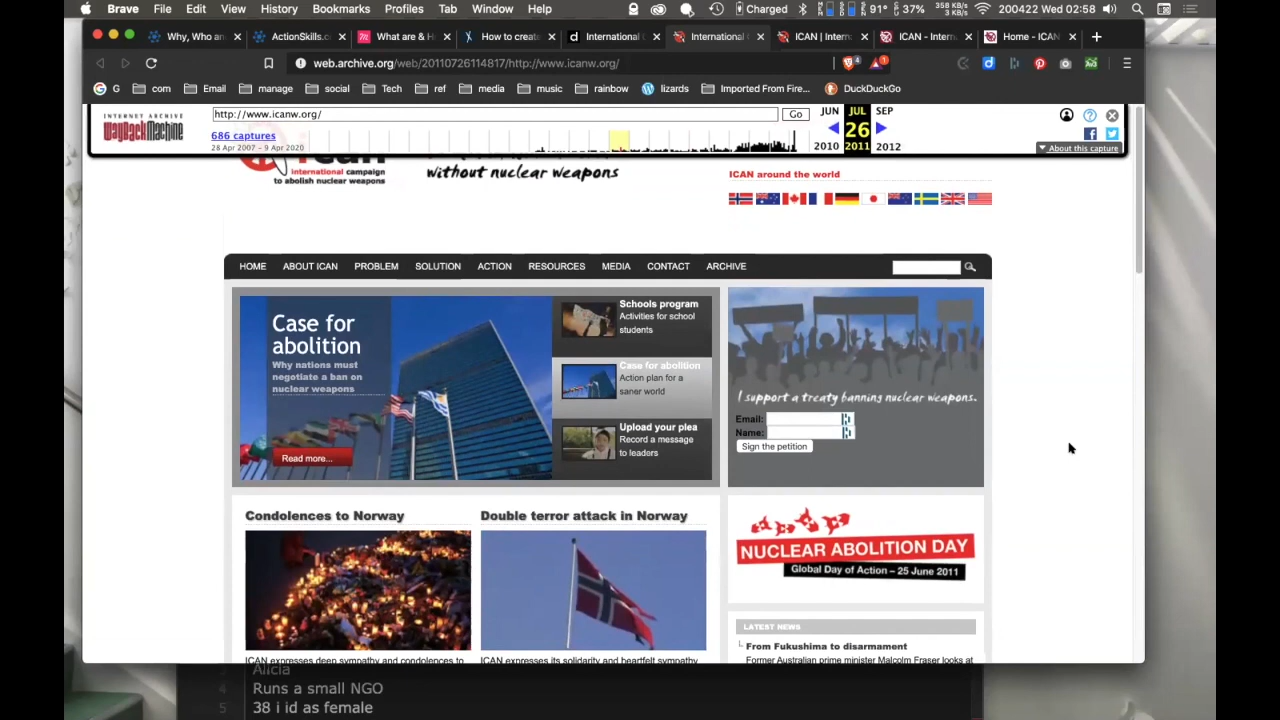 Brave File Edit View History Bookmarks Profiles Tab Window Help Charged 91° 37% 358 KB/s 3 KB/s 200422 Wed 02:58
Why, Who an ActionSkills.c What are & H How to creat International International ICAN | Intern ICAN - Intern Home - ICAN
web.archive.org/web/20110726114817/http://www.icanw.org/ 4 1
G com Email manage social Tech ref media music rainbow lizards Imported From Fire... DuckDuckGo
INTERNET ARCHIVE
WayBackMachine
http://www.icanw.org/ Go JUN JUL SEP
686 captures 26
28 Apr 2007 – 9 Apr 2020 2010 2011 2012 About this capture
ican
international campaign
to abolish nuclear weapons
without nuclear weapons
ICAN around the world
HOME ABOUT ICAN PROBLEM SOLUTION ACTION RESOURCES MEDIA CONTACT ARCHIVE
Case for
abolition
Why nations must
negotiate a ban on
nuclear weapons
Read more...
Schools program
Activities for school
students
Case for abolition
Action plan for a
saner world
Upload your plea
Record a message
to leaders
I support a treaty banning nuclear weapons.
Email:
Name:
Sign the petition
Condolences to Norway
Double terror attack in Norway
NUCLEAR ABOLITION DAY
Global Day of Action – 25 June 2011
LATEST NEWS
From Fukushima to disarmament
Former Australian prime minister Malcolm Fraser looks at
ICAN expresses deep sympathy and condolences to
ICAN expresses its solidarity and heartfelt sympathy
3 Alicia
4 Runs a small NGO
5 38 i id as female